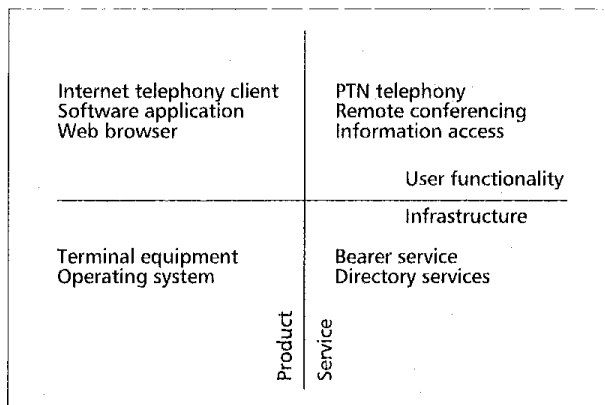 Internet telephony client
Software application
Web browser
PTN telephony
Remote conferencing
Information access
User functionality
Infrastructure
Terminal equipment
Operating system
Bearer service
Directory services
Product
Service